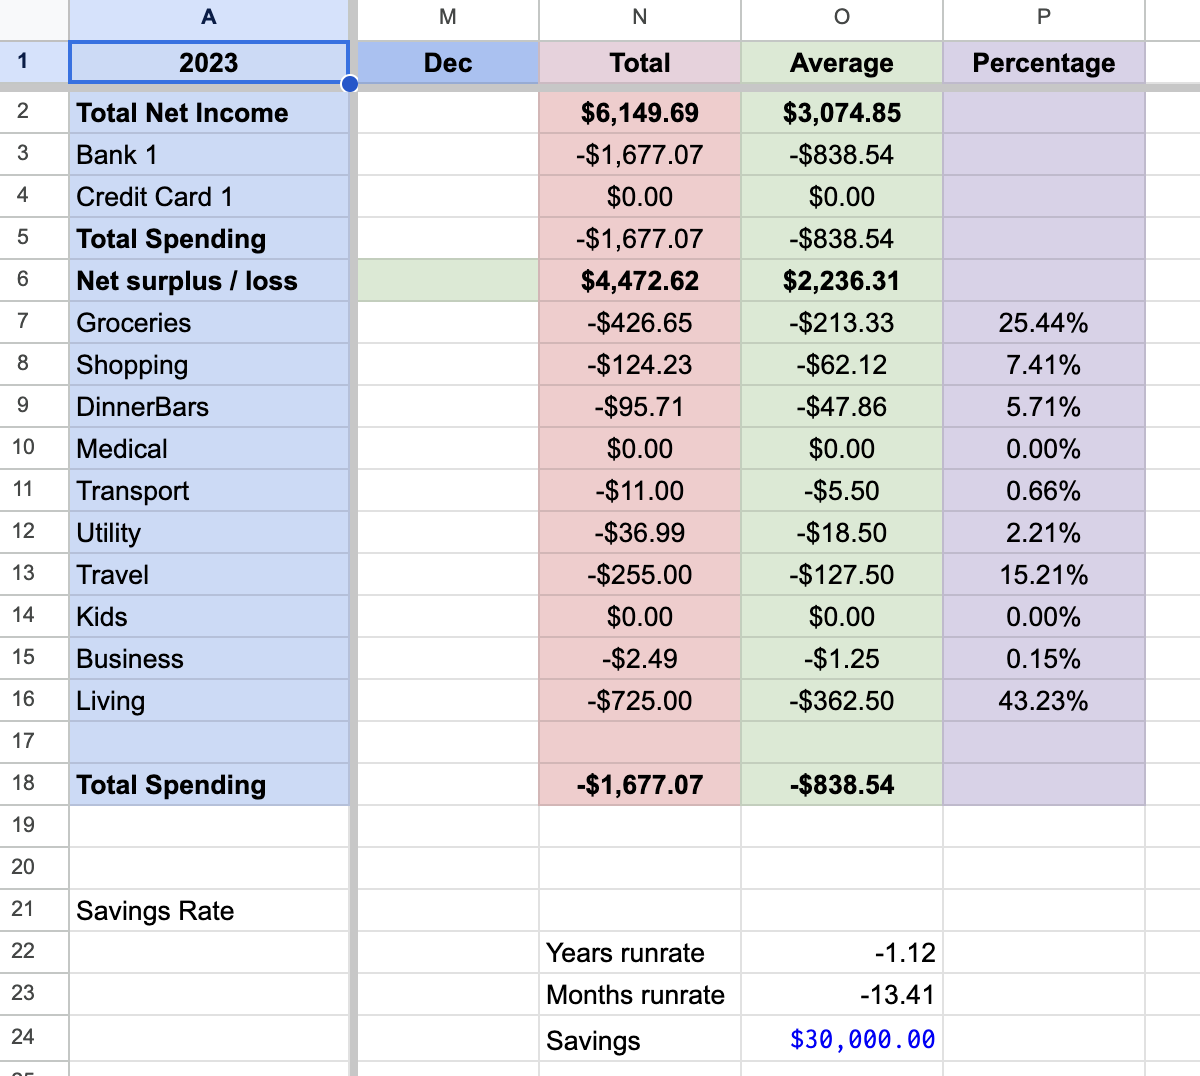 A M N O P
1 2023 Dec Total Average Percentage
2 Total Net Income $6,149.69 $3,074.85
3 Bank 1 -$1,677.07 -$838.54
4 Credit Card 1 $0.00 $0.00
5 Total Spending -$1,677.07 -$838.54
6 Net surplus / loss $4,472.62 $2,236.31
7 Groceries -$426.65 -$213.33 25.44%
8 Shopping -$124.23 -$62.12 7.41%
9 DinnerBars -$95.71 -$47.86 5.71%
10 Medical $0.00 $0.00 0.00%
11 Transport -$11.00 -$5.50 0.66%
12 Utility -$36.99 -$18.50 2.21%
13 Travel -$255.00 -$127.50 15.21%
14 Kids $0.00 $0.00 0.00%
15 Business -$2.49 -$1.25 0.15%
16 Living -$725.00 -$362.50 43.23%
17
18 Total Spending -$1,677.07 -$838.54
19
20
21 Savings Rate
22 Years runrate -1.12
23 Months runrate -13.41
24 Savings $30,000.00